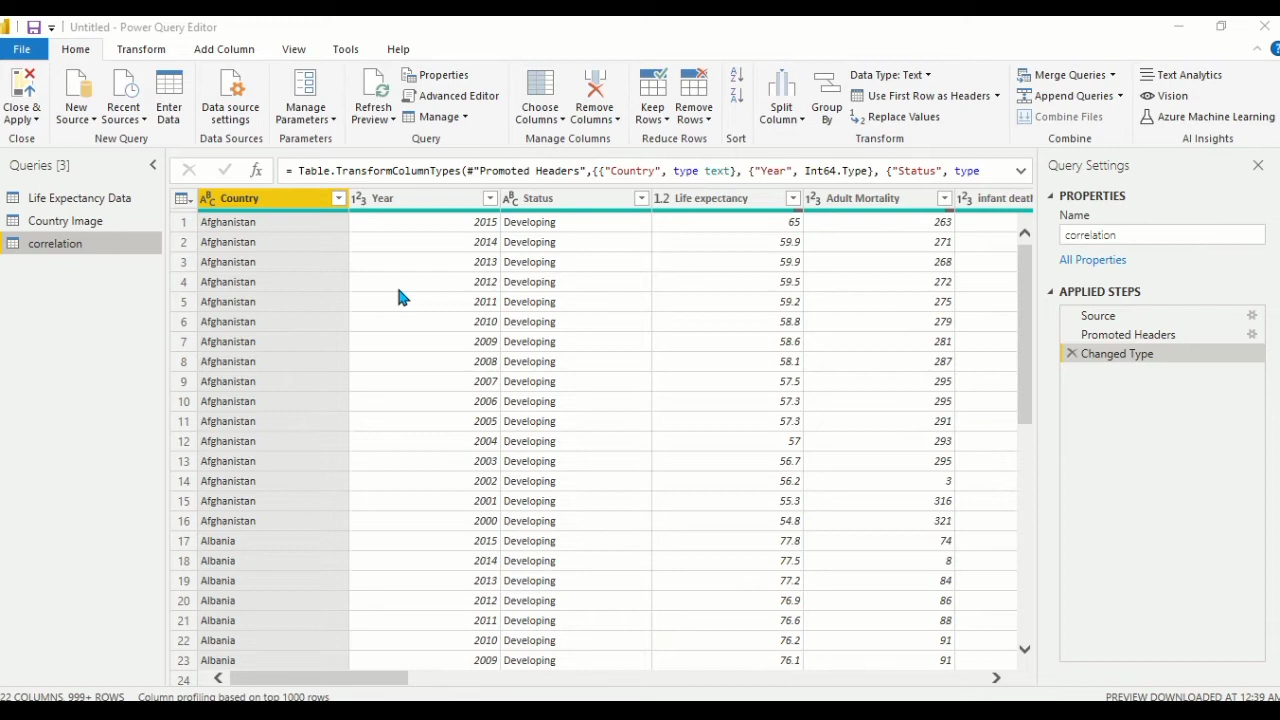 Untitled - Power Query Editor
File Home Transform Add Column View Tools Help
Close & Apply New Source Recent Sources Enter Data Data source settings Manage Parameters Refresh Preview Properties Advanced Editor Manage Choose Columns Remove Columns Keep Rows Remove Rows Split Column Group By Data Type: Text Use First Row as Headers Replace Values Merge Queries Append Queries Combine Files Text Analytics Vision Azure Machine Learning
Close New Query Data Sources Parameters Query Manage Columns Reduce Rows Sort Transform Combine AI Insights
Queries [3]
Life Expectancy Data
Country Image
correlation
fx = Table.TransformColumnTypes(#"Promoted Headers",{{"Country", type text}, {"Year", Int64.Type}, {"Status", type
ABC Country 123 Year ABC Status 1.2 Life expectancy 123 Adult Mortality 123 infant death
1 Afghanistan 2015 Developing 65 263
2 Afghanistan 2014 Developing 59.9 271
3 Afghanistan 2013 Developing 59.9 268
4 Afghanistan 2012 Developing 59.5 272
5 Afghanistan 2011 Developing 59.2 275
6 Afghanistan 2010 Developing 58.8 279
7 Afghanistan 2009 Developing 58.6 281
8 Afghanistan 2008 Developing 58.1 287
9 Afghanistan 2007 Developing 57.5 295
10 Afghanistan 2006 Developing 57.3 295
11 Afghanistan 2005 Developing 57.3 291
12 Afghanistan 2004 Developing 57 293
13 Afghanistan 2003 Developing 56.7 295
14 Afghanistan 2002 Developing 56.2 3
15 Afghanistan 2001 Developing 55.3 316
16 Afghanistan 2000 Developing 54.8 321
17 Albania 2015 Developing 77.8 74
18 Albania 2014 Developing 77.5 8
19 Albania 2013 Developing 77.2 84
20 Albania 2012 Developing 76.9 86
21 Albania 2011 Developing 76.6 88
22 Albania 2010 Developing 76.2 91
23 Albania 2009 Developing 76.1 91
24
Query Settings
PROPERTIES
Name
correlation
All Properties
APPLIED STEPS
Source
Promoted Headers
Changed Type
22 COLUMNS, 999+ ROWS Column profiling based on top 1000 rows PREVIEW DOWNLOADED AT 12:39 AM